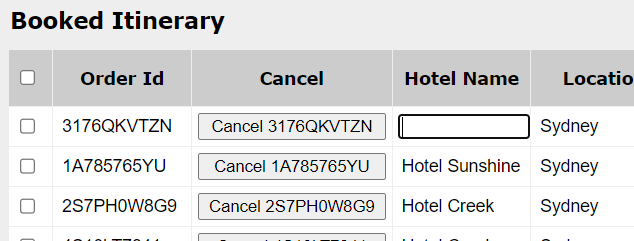 Booked Itinerary
Order Id Cancel Hotel Name Locatio
3176QKVTZN Cancel 3176QKVTZN Sydney
1A785765YU Cancel 1A785765YU Hotel Sunshine Sydney
2S7PH0W8G9 Cancel 2S7PH0W8G9 Hotel Creek Sydney